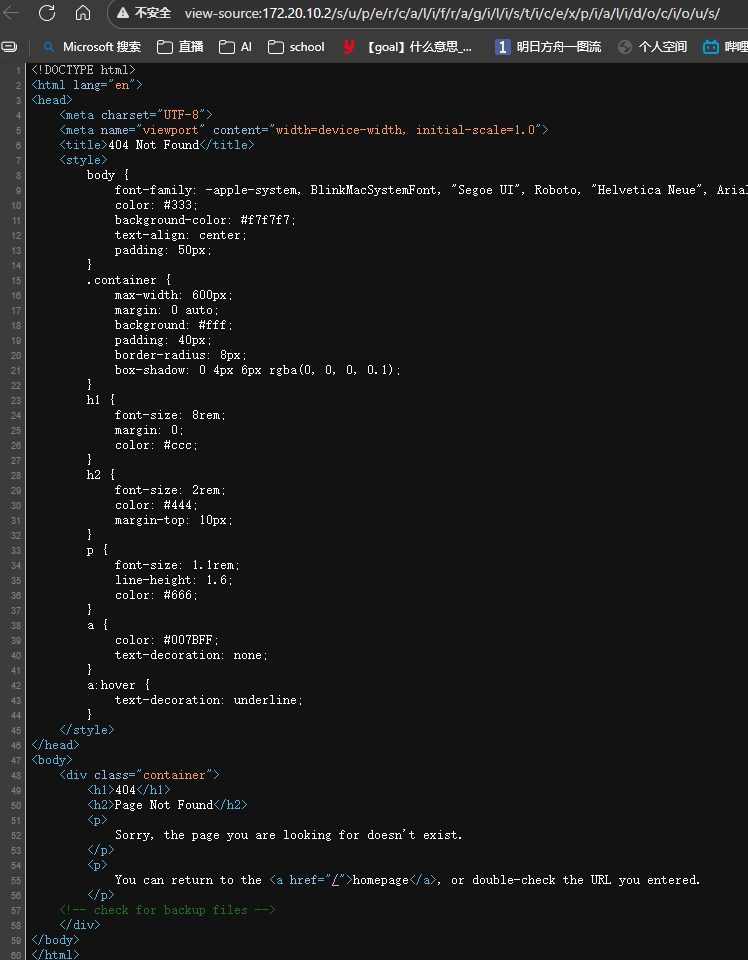 不安全 view-source:172.20.10.2/s/u/p/e/r/c/a/l/i/f/r/a/g/i/l/i/s/t/i/c/e/x/p/i/a/l/i/d/o/c/i/o/u/s/
Microsoft 搜索 直播 AI school y 【goal】什么意思_... 1 明日方舟一图流 个人空间 哔哩
1 <!DOCTYPE html>
2 <html lang="en">
3 <head>
4 <meta charset="UTF-8">
5 <meta name="viewport" content="width=device-width, initial-scale=1.0">
6 <title>404 Not Found</title>
7 <style>
8 body {
9 font-family: -apple-system, BlinkMacSystemFont, "Segoe UI", Roboto, "Helvetica Neue", Arial
10 color: #333;
11 background-color: #f7f7f7;
12 text-align: center;
13 padding: 50px;
14 }
15 .container {
16 max-width: 600px;
17 margin: 0 auto;
18 background: #fff;
19 padding: 40px;
20 border-radius: 8px;
21 box-shadow: 0 4px 6px rgba(0, 0, 0, 0.1);
22 }
23 h1 {
24 font-size: 8rem;
25 margin: 0;
26 color: #ccc;
27 }
28 h2 {
29 font-size: 2rem;
30 color: #444;
31 margin-top: 10px;
32 }
33 p {
34 font-size: 1.1rem;
35 line-height: 1.6;
36 color: #666;
37 }
38 a {
39 color: #007BFF;
40 text-decoration: none;
41 }
42 a:hover {
43 text-decoration: underline;
44 }
45 </style>
46 </head>
47 <body>
48 <div class="container">
49 <h1>404</h1>
50 <h2>Page Not Found</h2>
51 <p>
52 Sorry, the page you are looking for doesn't exist.
53 </p>
54 <p>
55 You can return to the <a href="/">homepage</a>, or double-check the URL you entered.
56 </p>
57 <!-- check for backup files -->
58 </div>
59 </body>
60 </html>